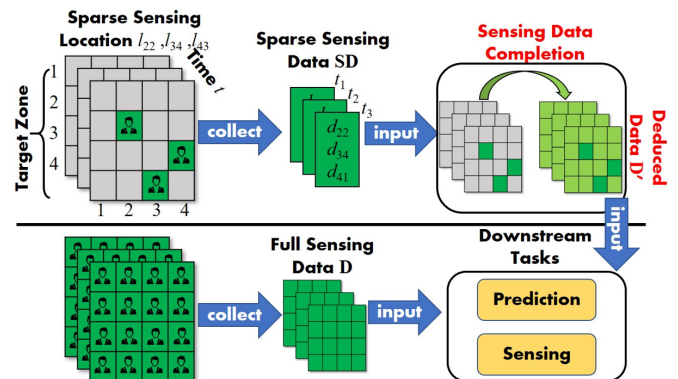 Sparse Sensing
Location l22 ,l34 ,l43
Time t
Target Zone
1
2
3
4
1 2 3 4
collect
Sparse Sensing
Data SD
t1
t2
t3
d22
d34
d41
input
Sensing Data
Completion
Deduced
Data D'
input
collect
Full Sensing
Data D
input
Downstream
Tasks
Prediction
Sensing